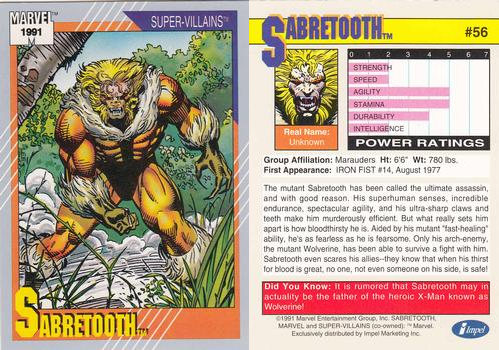 MARVEL
1991
SUPER-VILLAINS™
SABRETOOTH™
SABRETOOTH™
#56
0 1 2 3 4 5 6 7
STRENGTH
SPEED
AGILITY
STAMINA
DURABILITY
INTELLIGENCE
POWER RATINGS
Real Name:
Unknown
Group Affiliation: Marauders Ht: 6'6" Wt: 780 lbs.
First Appearance: IRON FIST #14, August 1977
The mutant Sabretooth has been called the ultimate assassin,
and with good reason. His superhuman senses, incredible
endurance, spectacular agility, and his ultra-sharp claws and
teeth make him murderously efficient. But what really sets him
apart is how bloodthirsty he is. Aided by his mutant "fast-healing"
ability, he's as fearless as he is fearsome. Only his arch-enemy,
the mutant Wolverine, has been able to survive a fight with him.
Sabretooth even scares his allies--they know that when his thirst
for blood is great, no one, not even someone on his side, is safe!
Did You Know: It is rumored that Sabretooth may in
actuality be the father of the heroic X-Man known as
Wolverine!
©1991 Marvel Entertainment Group, Inc. SABRETOOTH,
MARVEL and SUPER-VILLAINS (co-owned): ™ Marvel.
Exclusively distributed by Impel Marketing Inc.
Impel